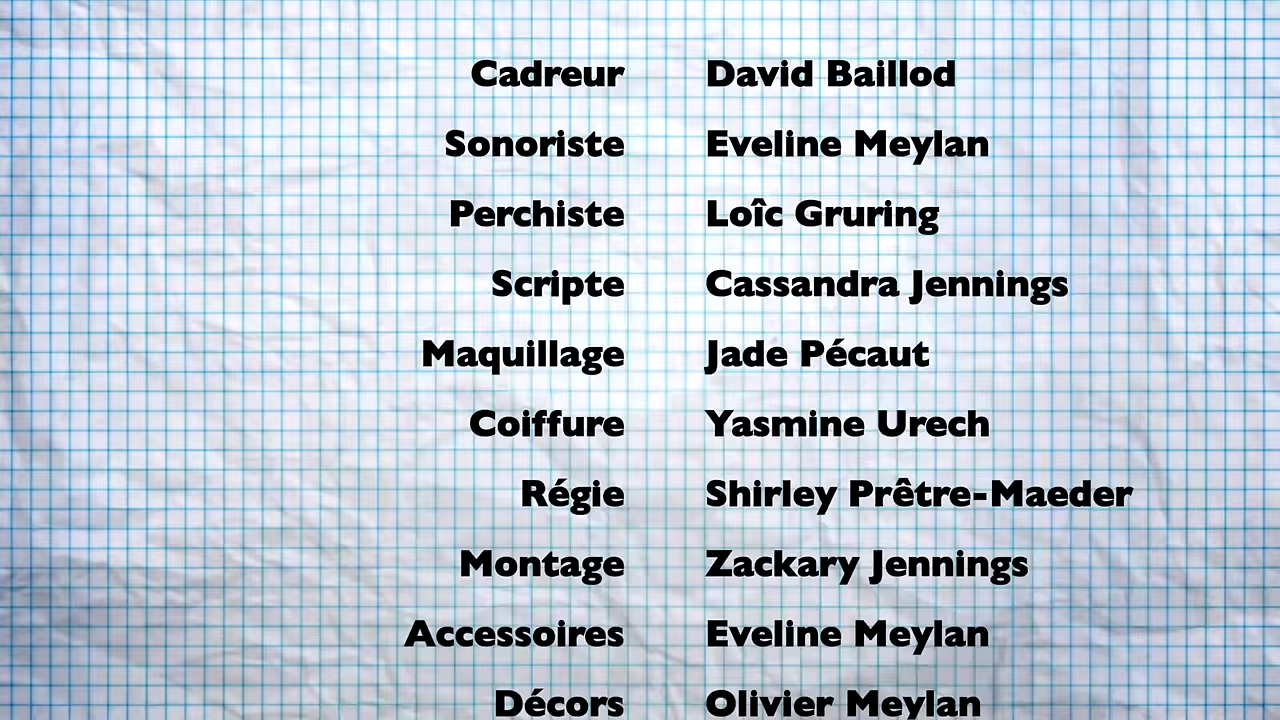 Cadreur David Baillod
Sonoriste Eveline Meylan
Perchiste Loîc Gruring
Scripte Cassandra Jennings
Maquillage Jade Pécaut
Coiffure Yasmine Urech
Régie Shirley Prêtre-Maeder
Montage Zackary Jennings
Accessoires Eveline Meylan
Décors Olivier Meylan